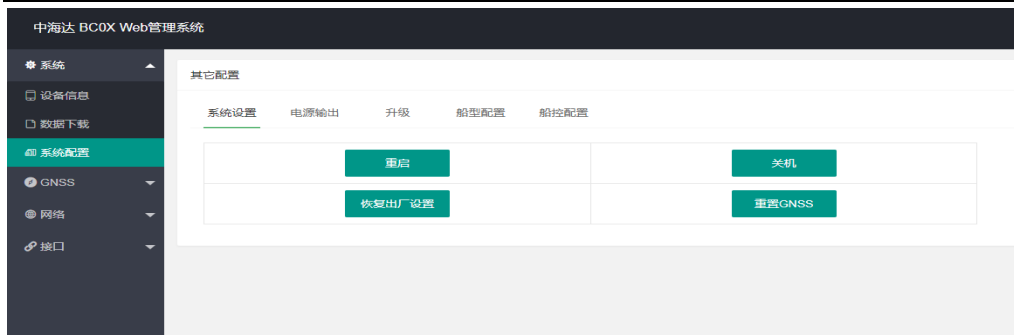 中海达 BC0X Web管理系统
系统
设备信息
数据下载
系统配置
GNSS
网络
接口
其它配置
系统设置 电源输出 升级 船型配置 船控配置
重启 关机
恢复出厂设置 重置GNSS